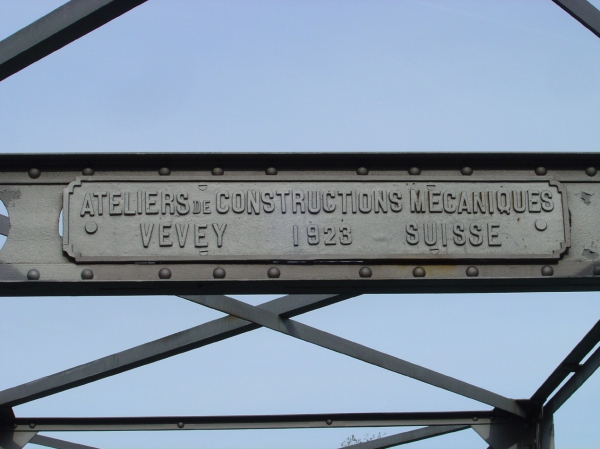 ATELIERS DE CONSTRUCTIONS MÉCANIQUES
VEVEY 1923 SUISSE